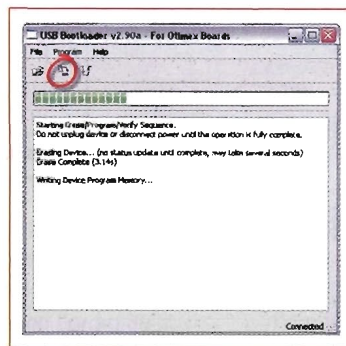 USB Bootloader v2.90a - For Olimex Boards
File Program Help
Starting Erase/Program/Verify Sequence.
Do not unplug device or disconnect power until the operation is fully complete.
Erasing Device... (no status update until complete, may take several seconds)
Erase Complete (3.14s)
Writing Device Program Memory...
Connected